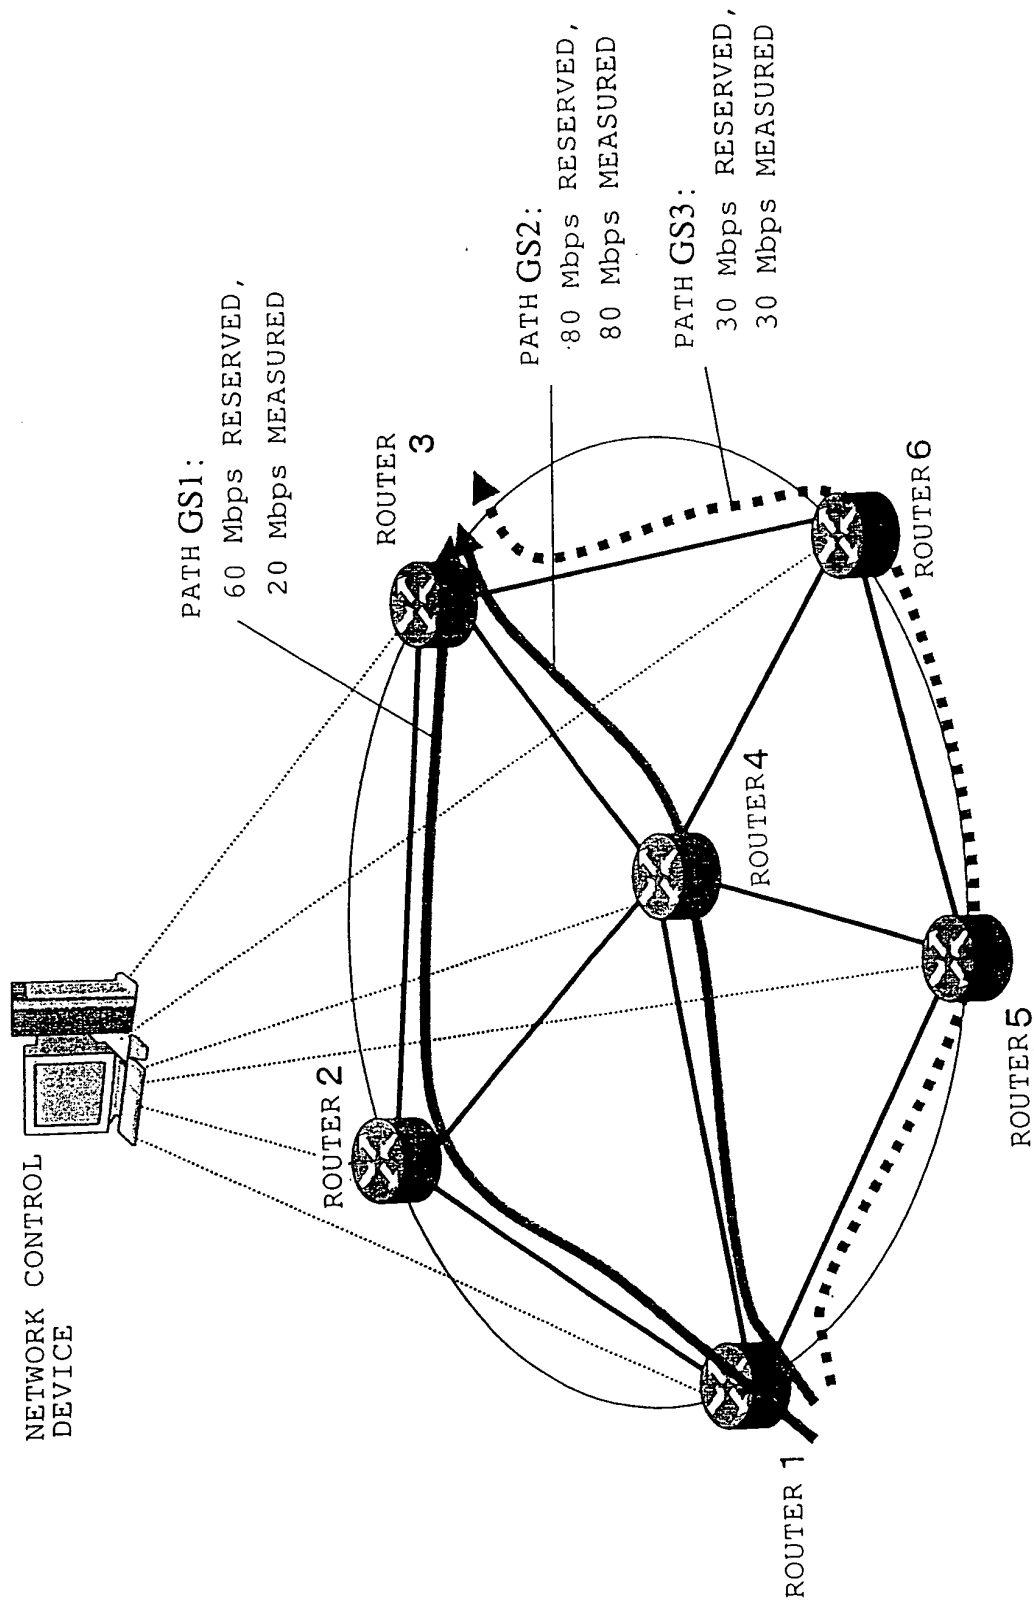 NETWORK CONTROL
DEVICE
PATH GS1:
60 Mbps RESERVED,
20 Mbps MEASURED
ROUTER 2
ROUTER
3
PATH GS2:
80 Mbps RESERVED,
80 Mbps MEASURED
PATH GS3:
30 Mbps RESERVED,
30 Mbps MEASURED
ROUTER 4
ROUTER 1
ROUTER 6
ROUTER 5